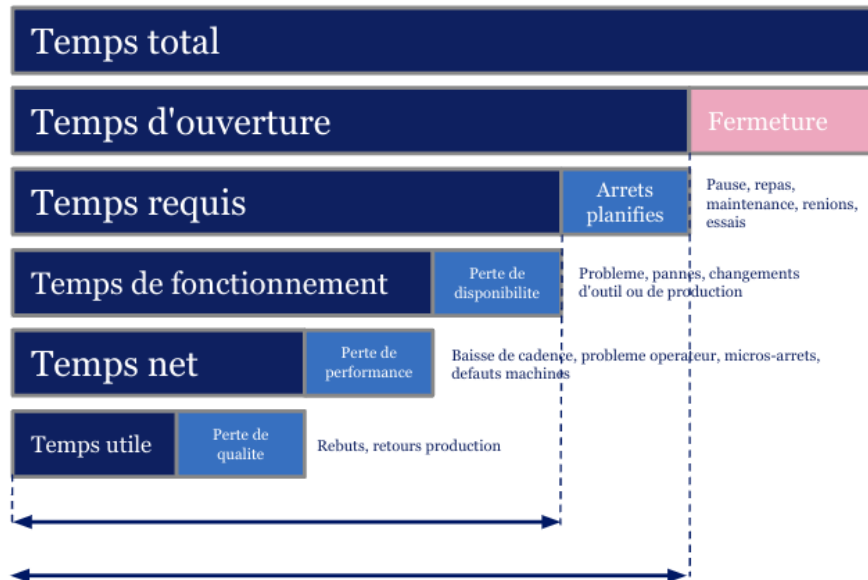 Temps total
Temps d'ouverture
Fermeture
Temps requis
Arrets
planifies
Pause, repas,
maintenance, renions,
essais
Temps de fonctionnement
Perte de
disponibilite
Probleme, pannes, changements
d'outil ou de production
Temps net
Perte de
performance
Baisse de cadence, probleme operateur, micros-arrets,
defauts machines
Temps utile
Perte de
qualite
Rebuts, retours production